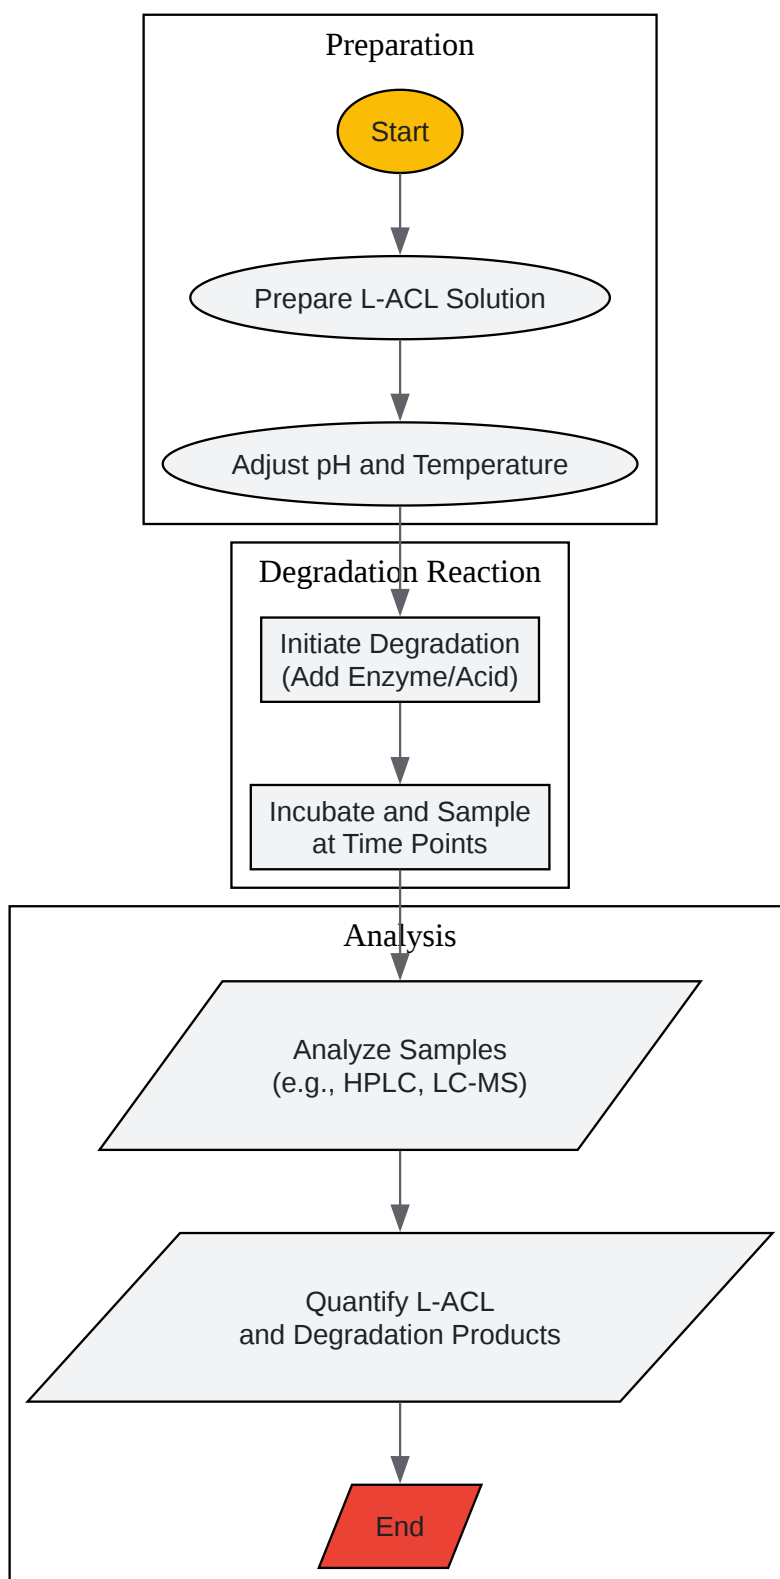 Preparation
Start
Prepare L-ACL Solution
Adjust pH and Temperature
Degradation Reaction
Initiate Degradation
(Add Enzyme/Acid)
Incubate and Sample
at Time Points
Analysis
Analyze Samples
(e.g., HPLC, LC-MS)
Quantify L-ACL
and Degradation Products
End